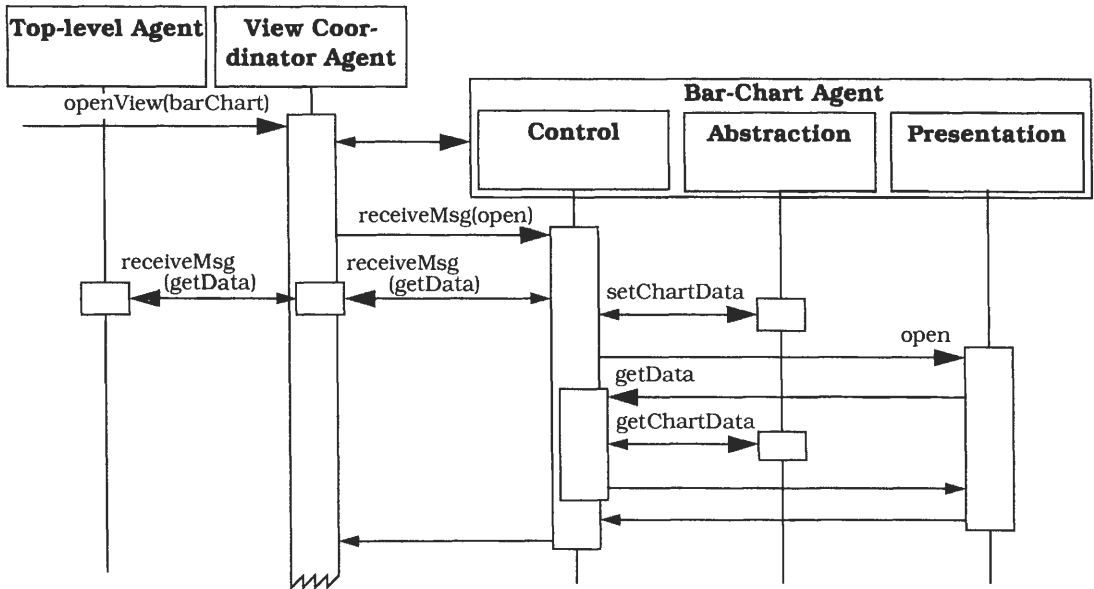 Top-level Agent
View Coor-
dinator Agent
openView(barChart)
Bar-Chart Agent
Control
Abstraction
Presentation
receiveMsg(open)
receiveMsg
(getData)
receiveMsg
(getData)
setChartData
open
getData
getChartData